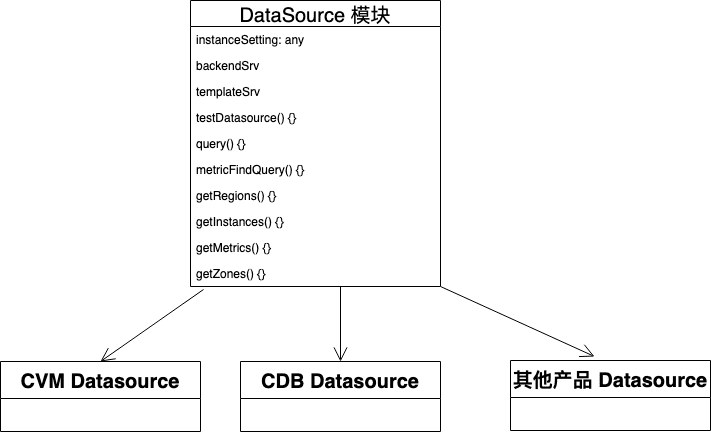 DataSource 模块
instanceSetting: any
backendSrv
templateSrv
testDatasource() {}
query() {}
metricFindQuery() {}
getRegions() {}
getInstances() {}
getMetrics() {}
getZones() {}
CVM Datasource
CDB Datasource
其他产品 Datasource